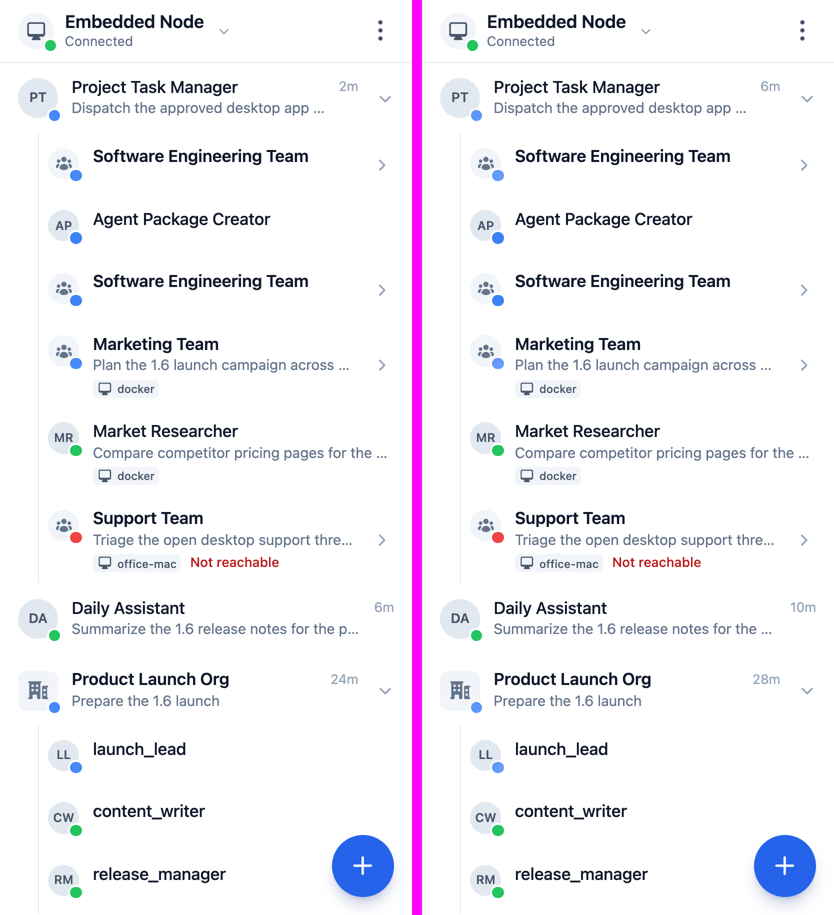 Embedded Node
Connected
PT
Project Task Manager
2m
Dispatch the approved desktop app ...
Software Engineering Team
AP
Agent Package Creator
Software Engineering Team
Marketing Team
Plan the 1.6 launch campaign across ...
docker
MR
Market Researcher
Compare competitor pricing pages for the ...
docker
Support Team
Triage the open desktop support thre...
office-mac Not reachable
DA
Daily Assistant
6m
Summarize the 1.6 release notes for the p...
Product Launch Org
24m
Prepare the 1.6 launch
LL
launch_lead
CW
content_writer
RM
release_manager
Embedded Node
Connected
PT
Project Task Manager
6m
Dispatch the approved desktop app ...
Software Engineering Team
AP
Agent Package Creator
Software Engineering Team
Marketing Team
Plan the 1.6 launch campaign across ...
docker
MR
Market Researcher
Compare competitor pricing pages for the ...
docker
Support Team
Triage the open desktop support thre...
office-mac Not reachable
DA
Daily Assistant
10m
Summarize the 1.6 release notes for the ...
Product Launch Org
28m
Prepare the 1.6 launch
LL
launch_lead
CW
content_writer
RM
release_manager